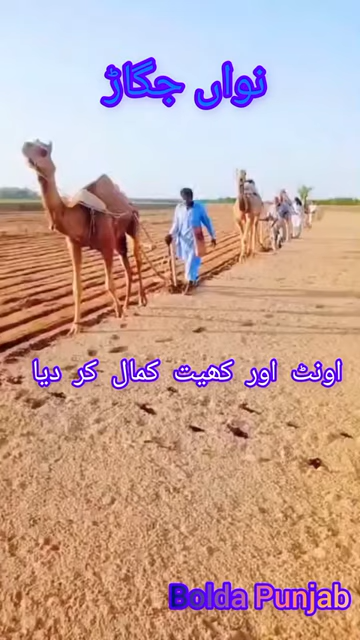 نواں جگاڑ
اونٹ اور کھیت کمال کر دیا
Bolda Punjab